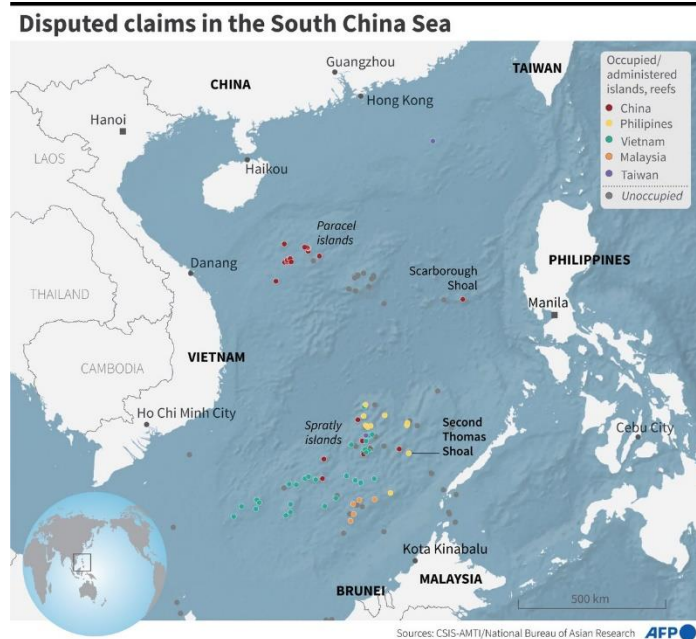 Disputed claims in the South China Sea
Occupied/
administered
islands, reefs
China
Philipines
Vietnam
Malaysia
Taiwan
Unoccupied
Guangzhou
TAIWAN
CHINA
Hong Kong
Hanoi
LAOS
Haikou
Paracel
islands
Danang
Scarborough
Shoal
PHILIPPINES
THAILAND
Manila
CAMBODIA
VIETNAM
Ho Chi Minh City
Spratly
islands
Second
Thomas
Shoal
Cebu City
Kota Kinabalu
MALAYSIA
BRUNEI
500 km
Sources: CSIS-AMTI/National Bureau of Asian Research
AFP